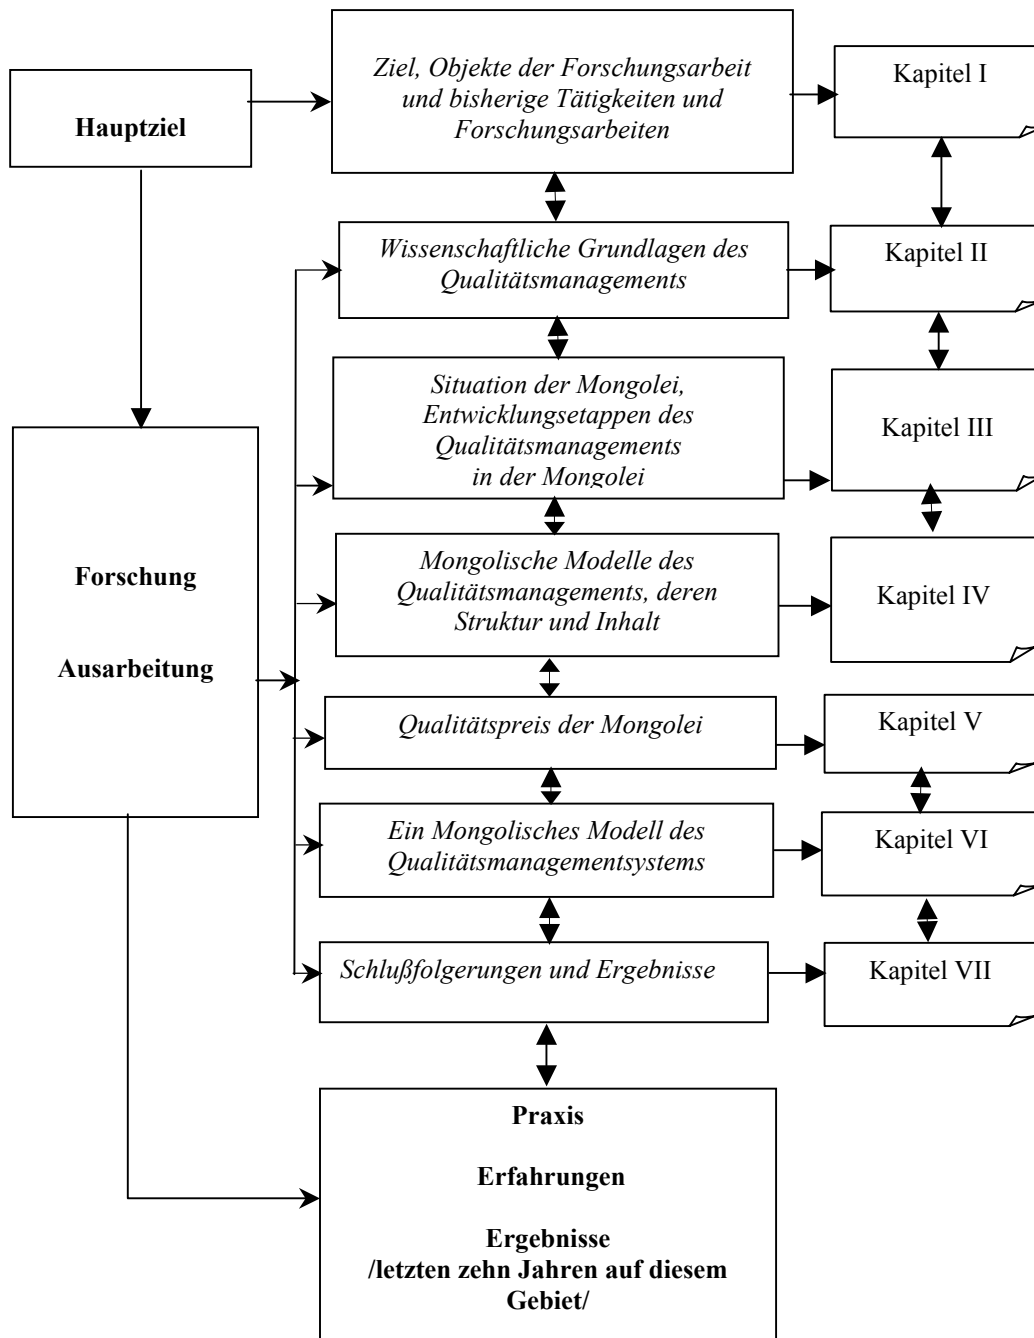 Hauptziel
Ziel, Objekte der Forschungsarbeit
und bisherige Tätigkeiten und
Forschungsarbeiten
Kapitel I
Wissenschaftliche Grundlagen des
Qualitätsmanagements
Kapitel II
Situation der Mongolei,
Entwicklungsetappen des
Qualitätsmanagements
in der Mongolei
Kapitel III
Forschung
Ausarbeitung
Mongolische Modelle des
Qualitätsmanagements, deren
Struktur und Inhalt
Kapitel IV
Qualitätspreis der Mongolei
Kapitel V
Ein Mongolisches Modell des
Qualitätsmanagementsystems
Kapitel VI
Schlußfolgerungen und Ergebnisse
Kapitel VII
Praxis
Erfahrungen
Ergebnisse
/letzten zehn Jahren auf diesem
Gebiet/